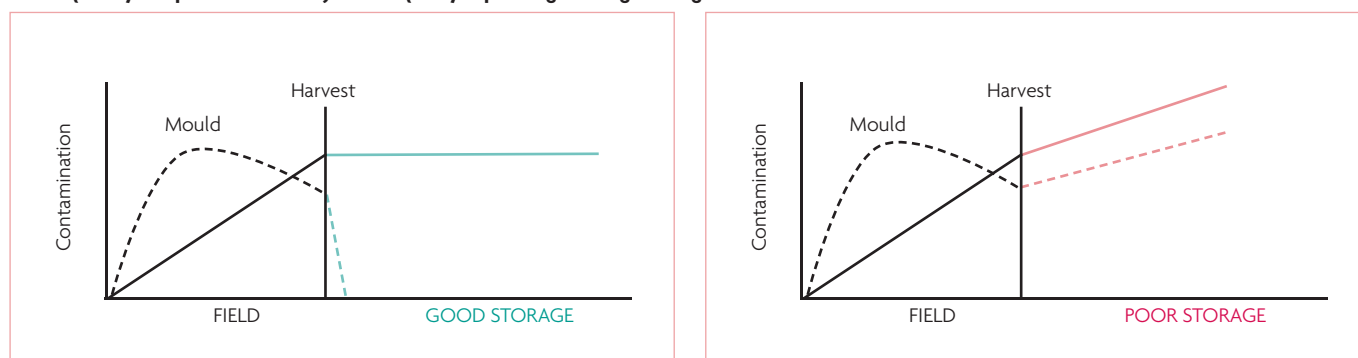 Harvest
Mould
Contamination
FIELD
GOOD STORAGE
Harvest
Mould
Contamination
FIELD
POOR STORAGE